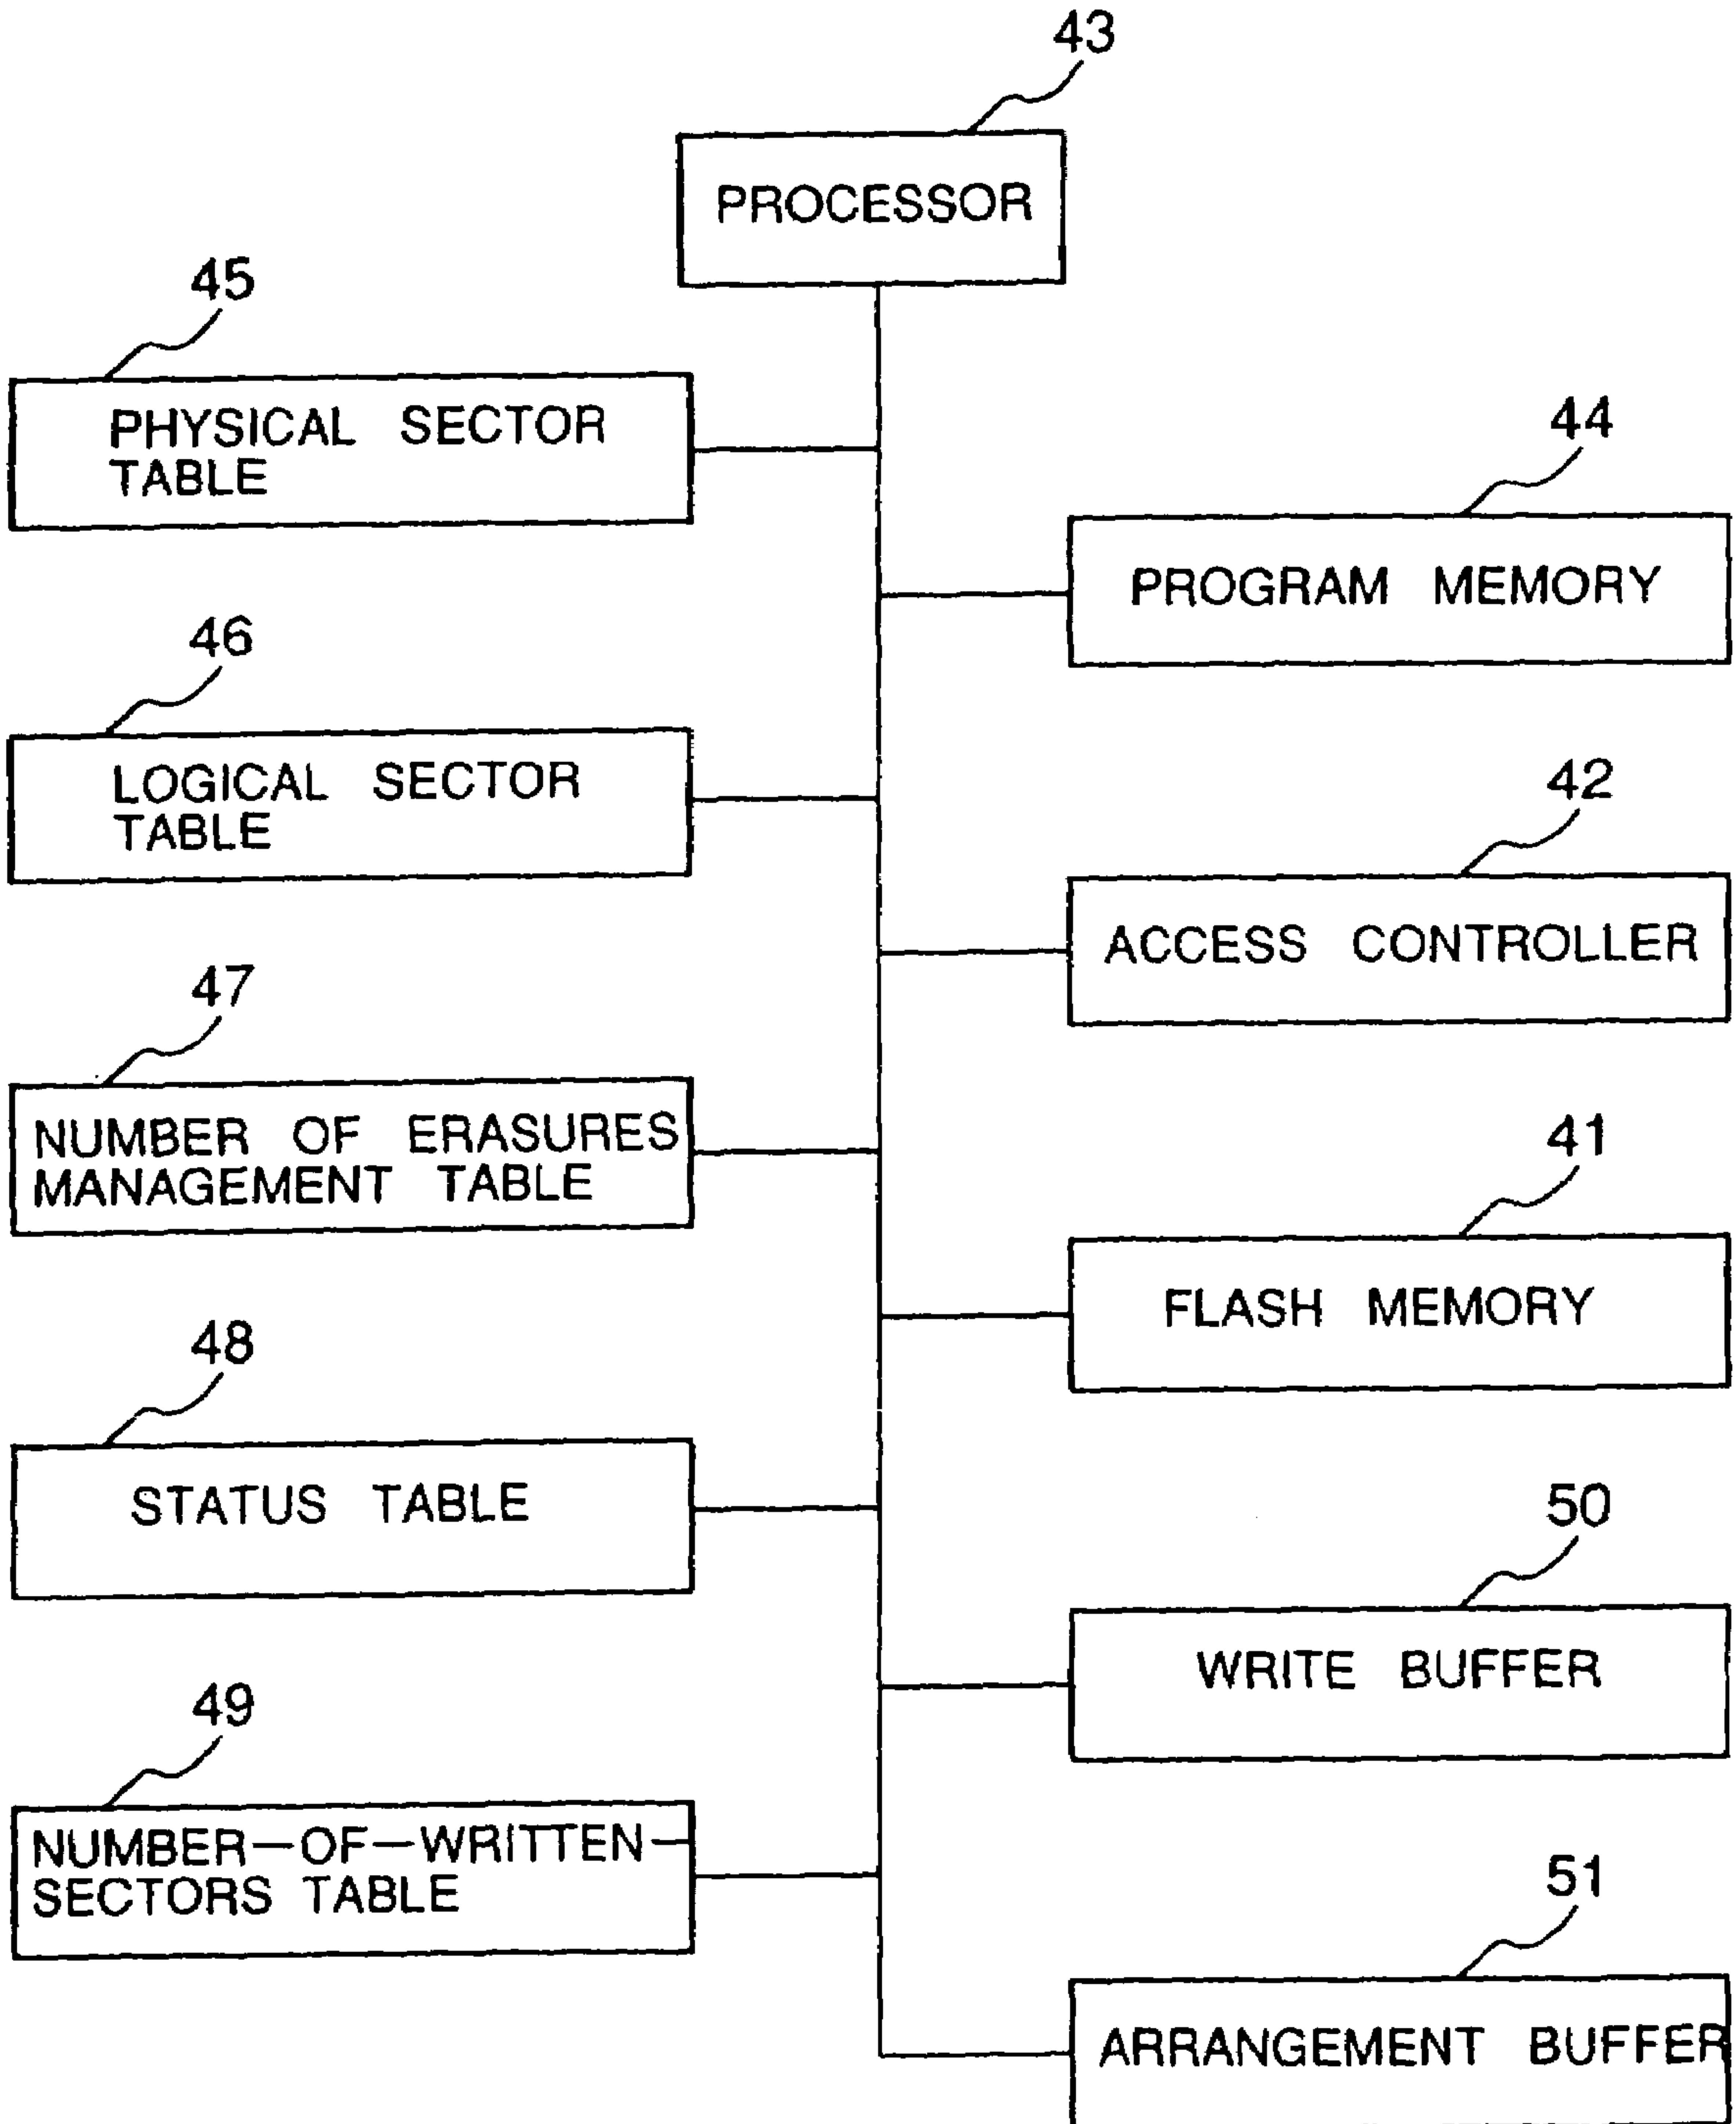 43
PROCESSOR
45
PHYSICAL SECTOR
TABLE
44
PROGRAM MEMORY
46
LOGICAL SECTOR
TABLE
42
ACCESS CONTROLLER
47
NUMBER OF ERASURES
MANAGEMENT TABLE
41
FLASH MEMORY
48
STATUS TABLE
50
WRITE BUFFER
49
NUMBER-OF-WRITTEN-
SECTORS TABLE
51
ARRANGEMENT BUFFER